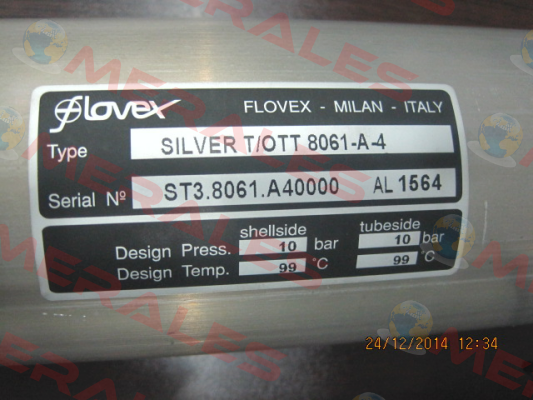 flovex
FLOVEX - MILAN - ITALY
Type SILVER T/OTT 8061-A-4
Serial Nº ST3.8061.A40000 AL 1564
shellside tubeside
Design Press. 10 bar 10 bar
Design Temp. 99 °C 99 °C
24/12/2014 12:34
MERALES